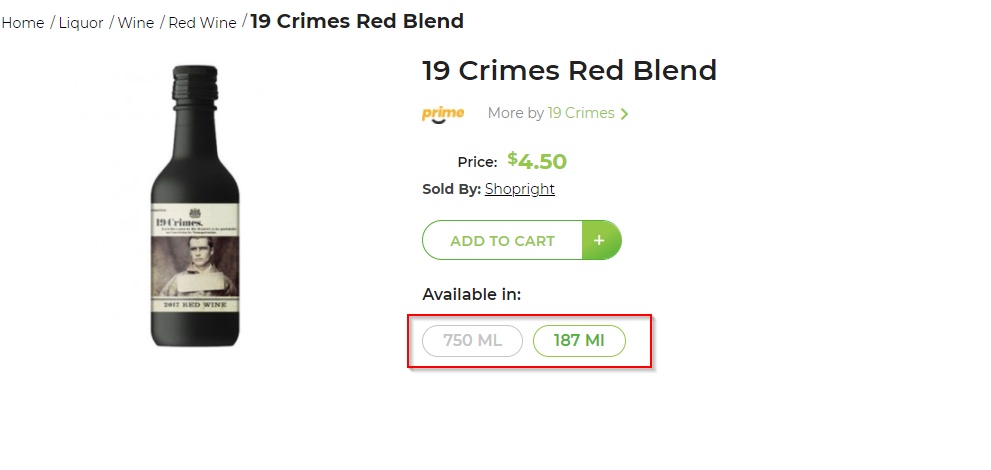 Home / Liquor / Wine / Red Wine / 19 Crimes Red Blend
19 Crimes Red Blend
prime More by 19 Crimes >
Price: $4.50
Sold By: Shopright
ADD TO CART +
Available in:
750 ML 187 Ml
19 Crimes.
2017 RED WINE